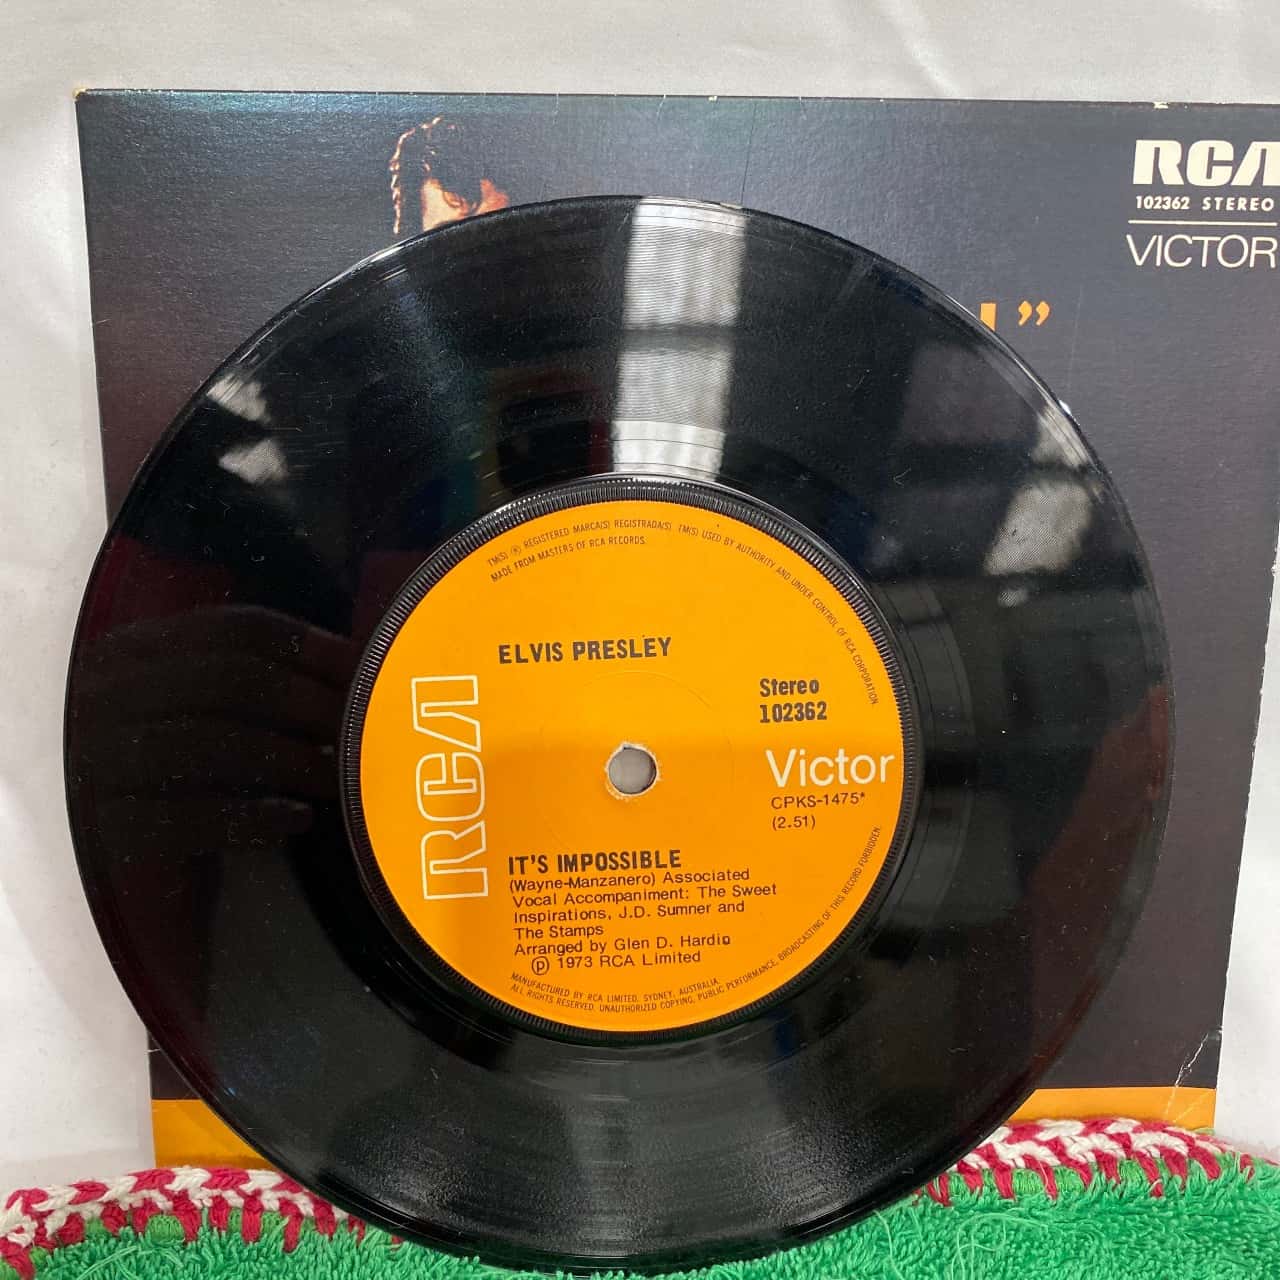 RCA
102362 STEREO
VICTOR
”
TM(S) ® REGISTERED MARCA(S) REGISTRADA(S) TM(S) USED BY AUTHORITY AND UNDER CONTROL OF RCA CORPORATION.
MADE FROM MASTERS OF RCA RECORDS.
ELVIS PRESLEY
Stereo
102362
RCA
Victor
CPKS-1475*
(2.51)
IT'S IMPOSSIBLE
(Wayne-Manzanero) Associated
Vocal Accompaniment: The Sweet
Inspirations, J.D. Sumner and
The Stamps
Arranged by Glen D. Hardin
℗ 1973 RCA Limited
MANUFACTURED BY RCA LIMITED, SYDNEY, AUSTRALIA.
ALL RIGHTS RESERVED. UNAUTHORIZED COPYING, PUBLIC PERFORMANCE, BROADCASTING OF THIS RECORD FORBIDDEN.